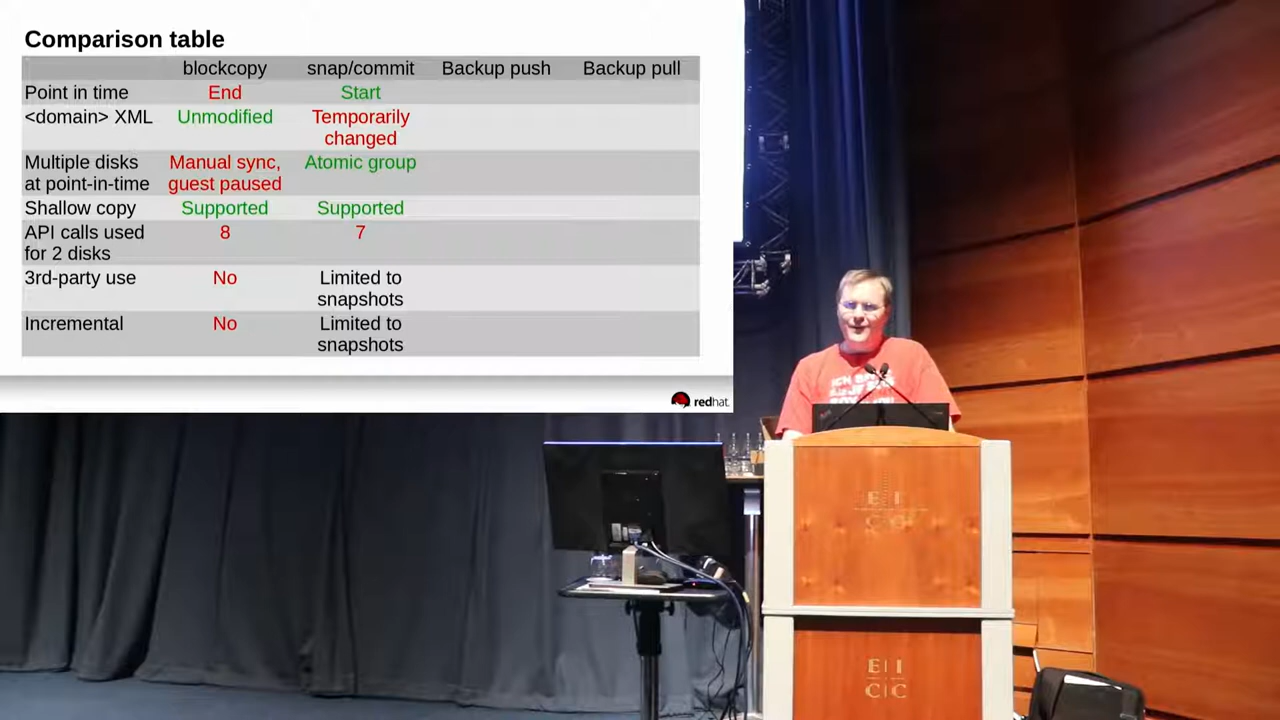 Comparison table
blockcopy snap/commit Backup push Backup pull
Point in time End Start
<domain> XML Unmodified Temporarily
changed
Multiple disks Manual sync, Atomic group
at point-in-time guest paused
Shallow copy Supported Supported
API calls used 8 7
for 2 disks
3rd-party use No Limited to
snapshots
Incremental No Limited to
snapshots
redhat
ICH
E I
C C
E I
C C